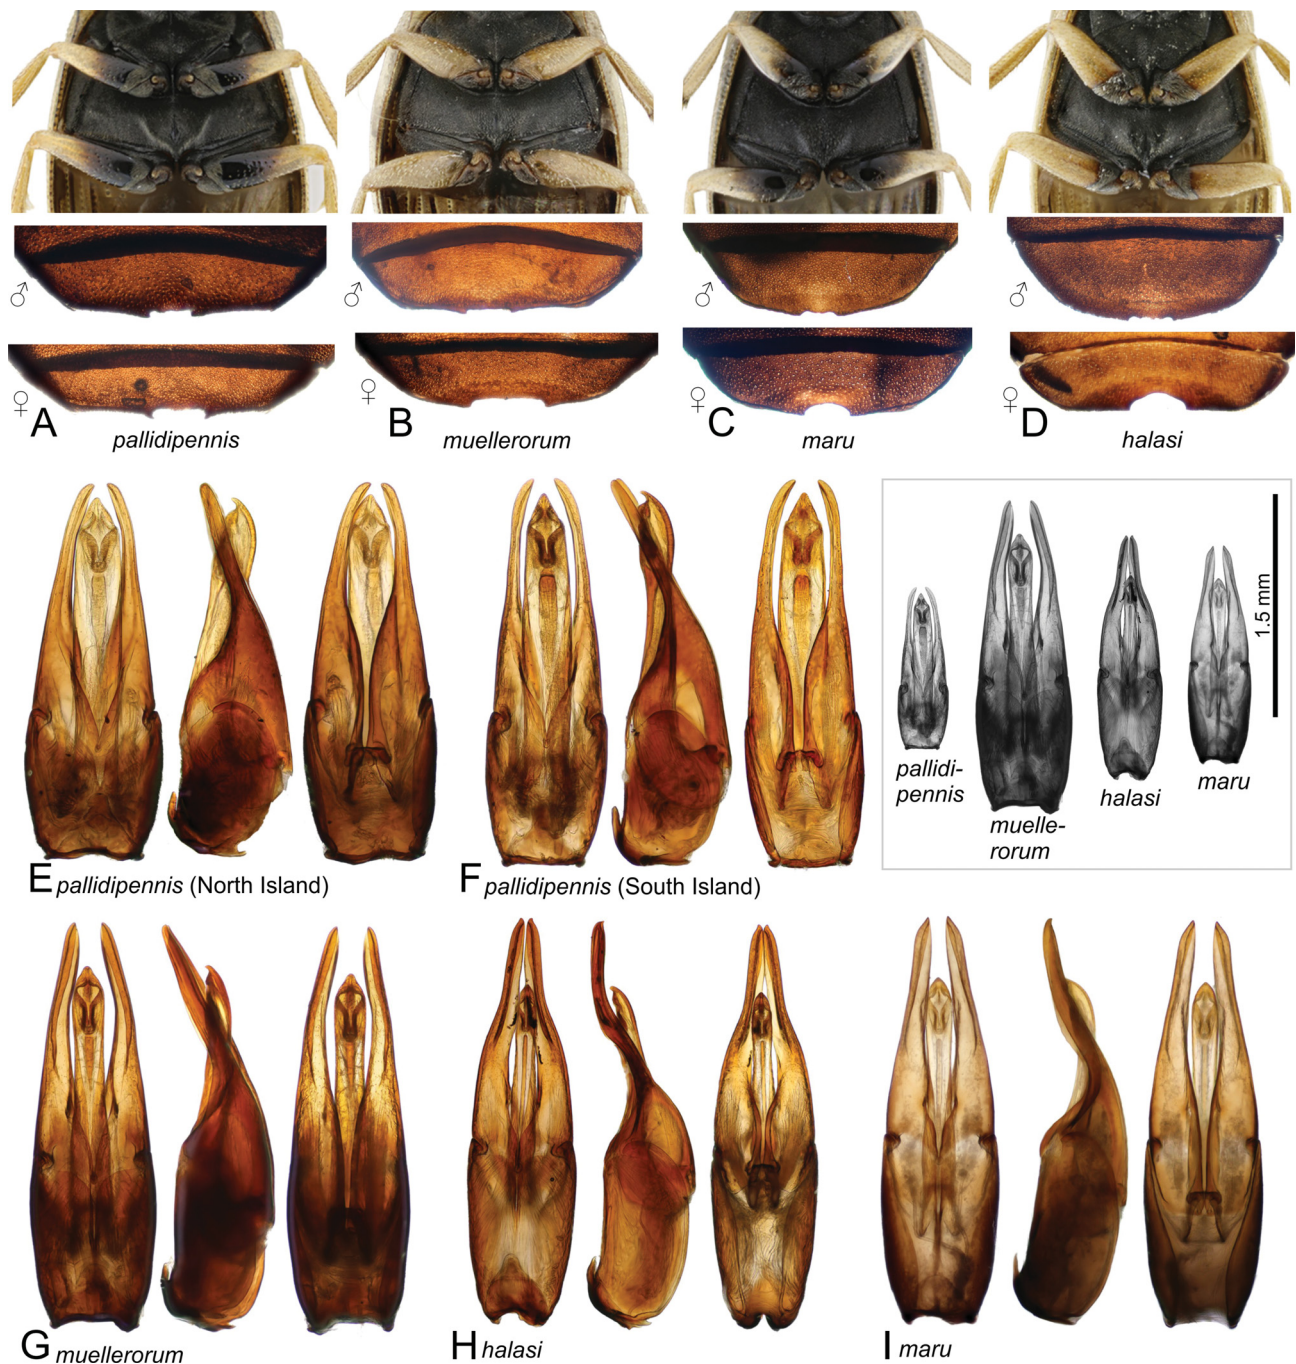 ♂
♂
♂
♂
♀
♀
♀
♀
A
B
C
D
pallidipennis
muellerorum
maru
halasi
1.5 mm
pallidi-
pennis
muelle-
rorum
halasi
maru
E pallidipennis (North Island)
F pallidipennis (South Island)
G muellerorum
H halasi
I maru